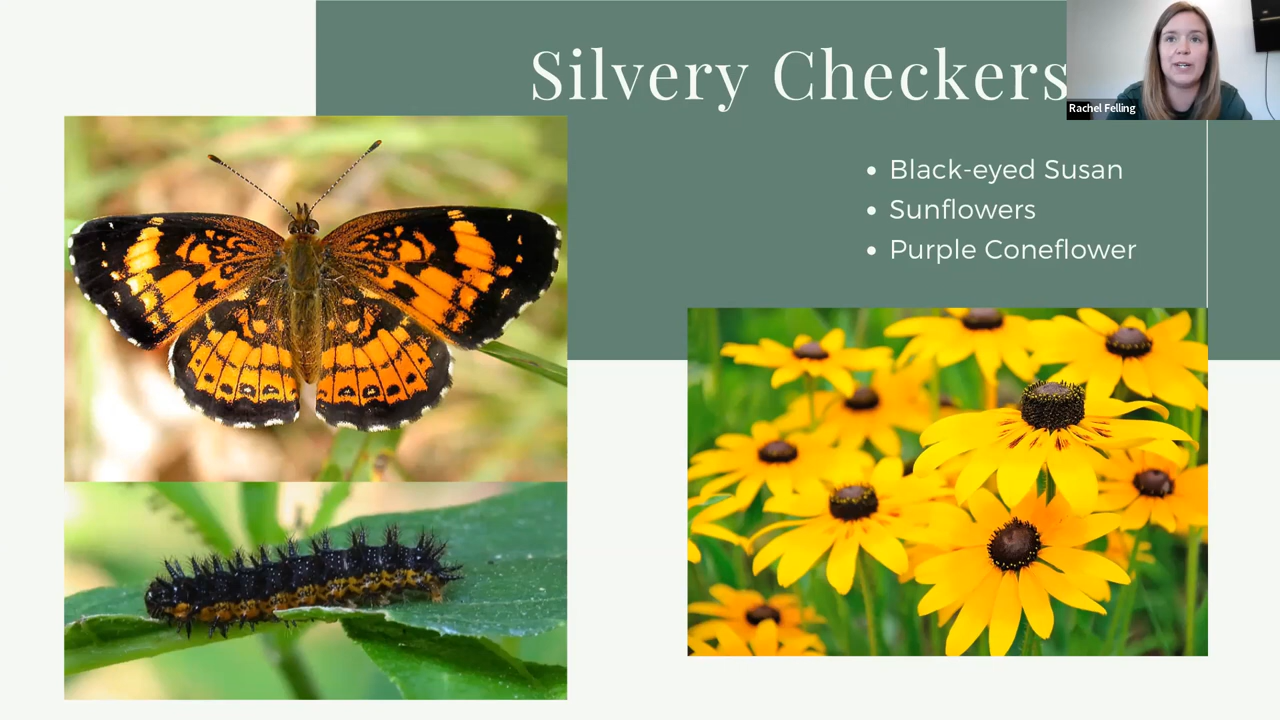 Silvery Checkers
Rachel Felling
• Black-eyed Susan
• Sunflowers
• Purple Coneflower